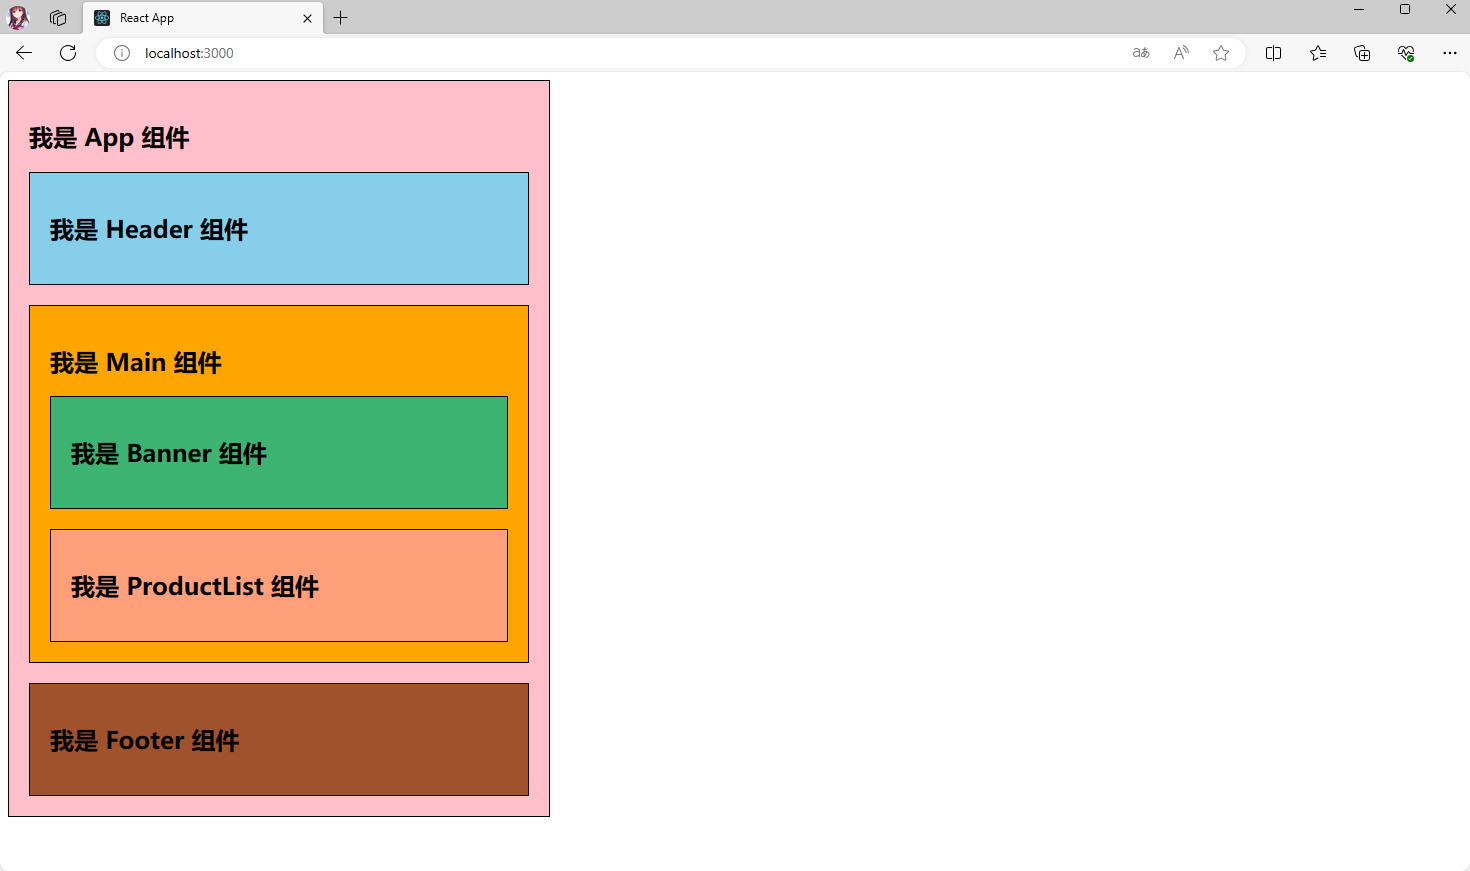 React App
localhost:3000
我是 App 组件
我是 Header 组件
我是 Main 组件
我是 Banner 组件
我是 ProductList 组件
我是 Footer 组件